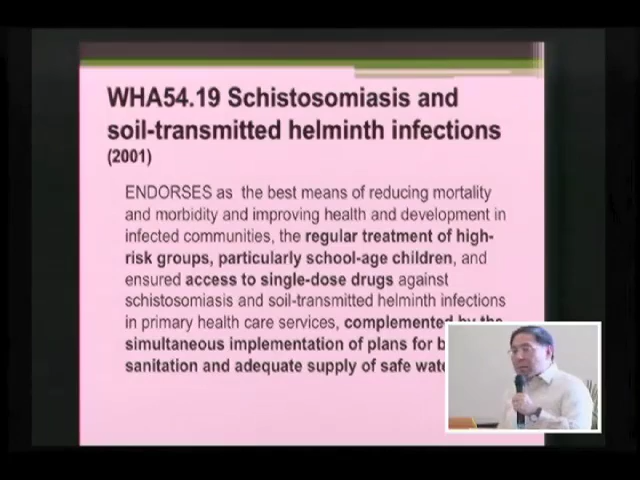 WHA54.19 Schistosomiasis and
soil-transmitted helminth infections
(2001)
ENDORSES as the best means of reducing mortality
and morbidity and improving health and development in
infected communities, the regular treatment of high-
risk groups, particularly school-age children, and
ensured access to single-dose drugs against
schistosomiasis and soil-transmitted helminth infections
in primary health care services, complemented by the
simultaneous implementation of plans for
sanitation and adequate supply of safe